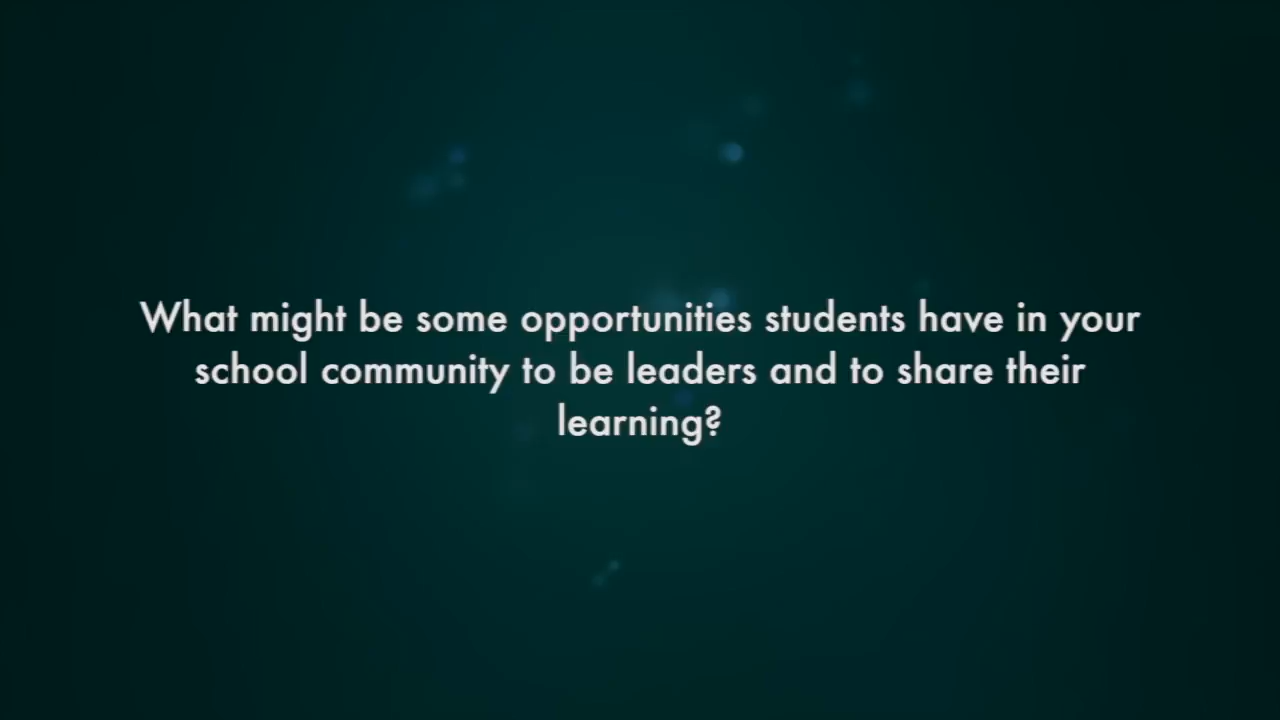 What might be some opportunities students have in your
school community to be leaders and to share their
learning?